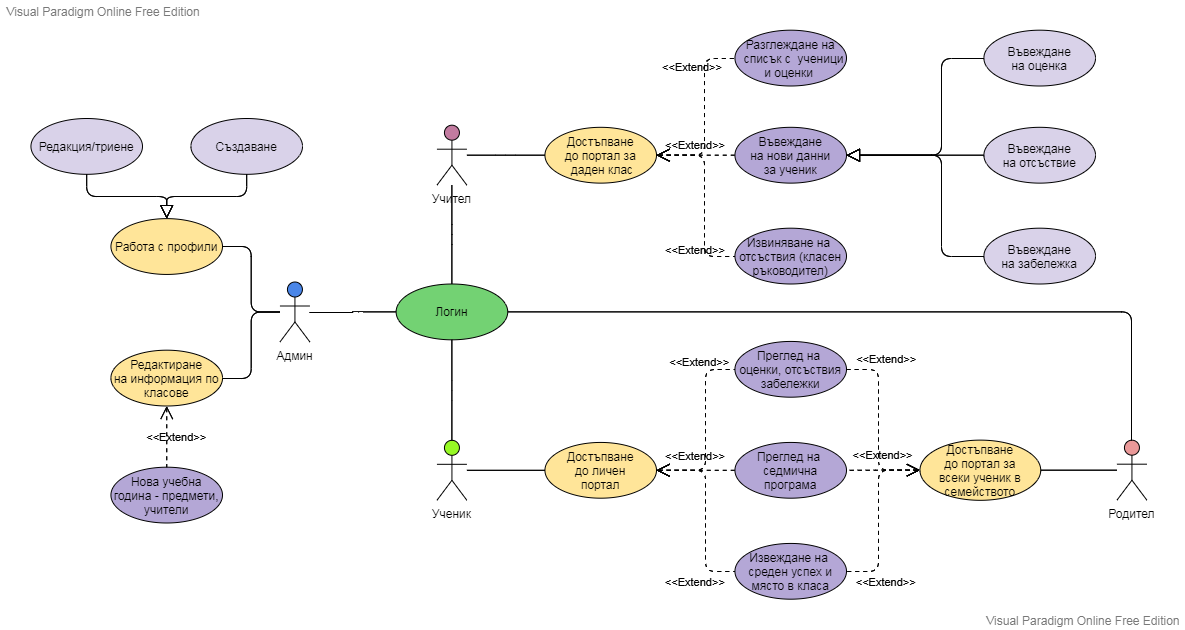 Visual Paradigm Online Free Edition
Разглеждане на
списък с ученици
и оценки
<<Extend>>
Въвеждане
на оценка
Редакция/триене
Създаване
Учител
Достъпване
до портал за
даден клас
<<Extend>>
Въвеждане
на нови данни
за ученик
Въвеждане
на отсъствие
Работа с профили
<<Extend>>
Извиняване на
отсъствия (класен
ръководител)
Въвеждане
на забележка
Админ
Логин
Редактиране
на информация по
класове
<<Extend>>
Нова учебна
година - предмети,
учители
<<Extend>>
Преглед на
оценки, отсъствия
забележки
<<Extend>>
Ученик
Достъпване
до личен
портал
<<Extend>>
Преглед на
седмична
програма
<<Extend>>
Достъпване
до портал за
всеки ученик в
семейството
Родител
<<Extend>>
Извеждане на
среден успех и
място в класа
<<Extend>>
Visual Paradigm Online Free Edition